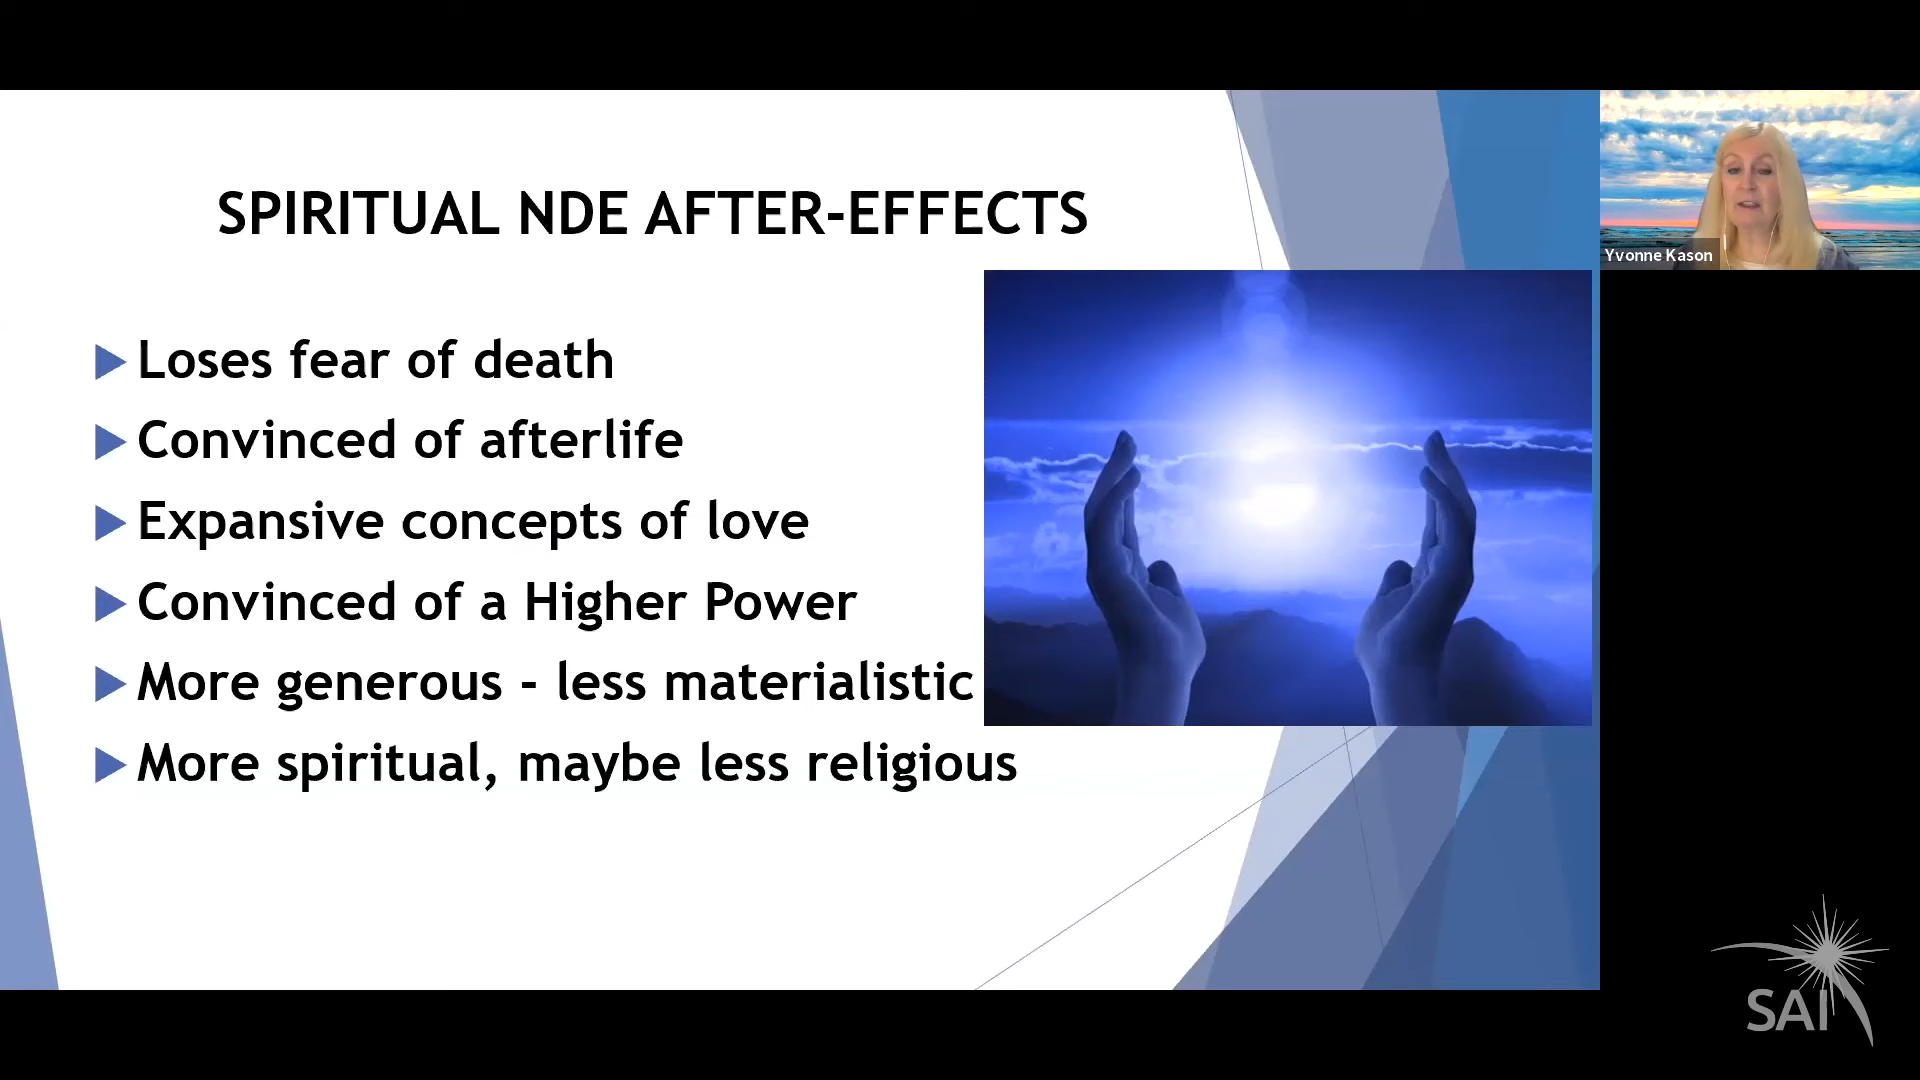 SPIRITUAL NDE AFTER-EFFECTS
Loses fear of death
Convinced of afterlife
Expansive concepts of love
Convinced of a Higher Power
More generous - less materialistic
More spiritual, maybe less religious
Yvonne Kason
SAI